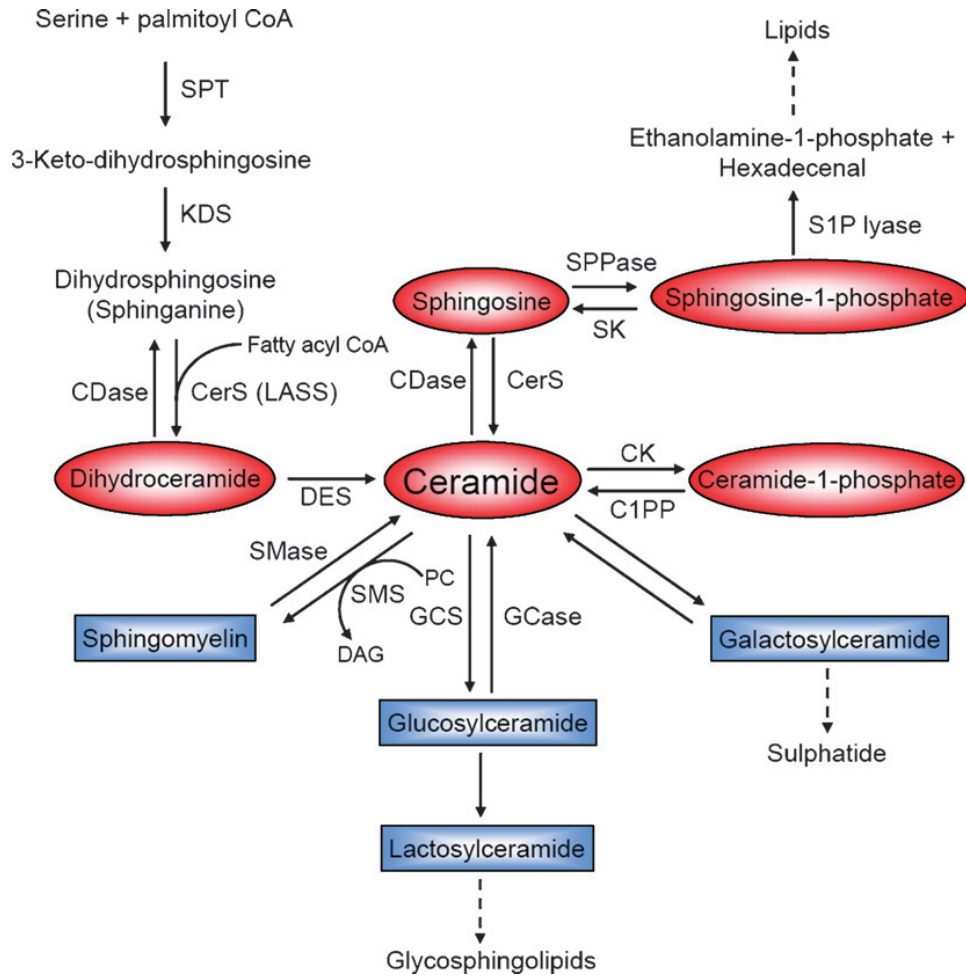 Serine + palmitoyl CoA
SPT
3-Keto-dihydrosphingosine
KDS
Dihydrosphingosine
(Sphinganine)
Fatty acyl CoA
CDase
CerS (LASS)
Dihydroceramide
DES
Ceramide
Lipids
Ethanolamine-1-phosphate +
Hexadecenal
S1P lyase
Sphingosine
SPPase
SK
Sphingosine-1-phosphate
CDase
CerS
CK
C1PP
Ceramide-1-phosphate
SMase
SMS
PC
DAG
Sphingomyelin
GCS
GCase
Galactosylceramide
Sulphatide
Glucosylceramide
Lactosylceramide
Glycosphingolipids